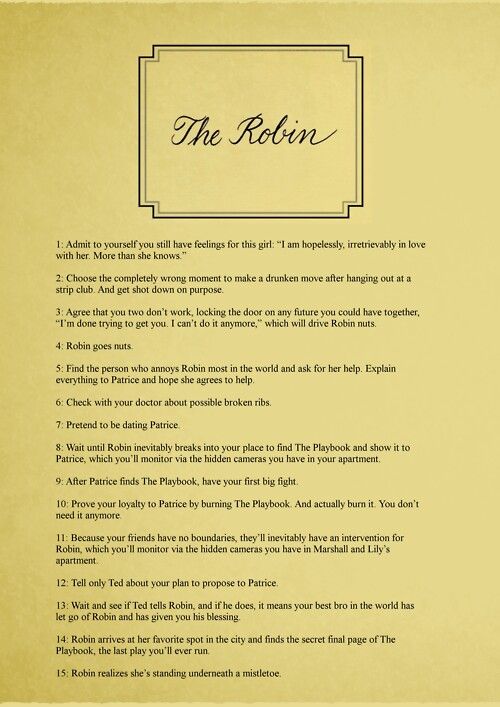 The Robin
1: Admit to yourself you still have feelings for this girl: “I am hopelessly, irretrievably in love
with her. More than she knows.”
2: Choose the completely wrong moment to make a drunken move after hanging out at a
strip club. And get shot down on purpose.
3: Agree that you two don’t work, locking the door on any future you could have together,
“I’m done trying to get you. I can’t do it anymore,” which will drive Robin nuts.
4: Robin goes nuts.
5: Find the person who annoys Robin most in the world and ask for her help. Explain
everything to Patrice and hope she agrees to help.
6: Check with your doctor about possible broken ribs.
7: Pretend to be dating Patrice.
8: Wait until Robin inevitably breaks into your place to find The Playbook and show it to
Patrice, which you’ll monitor via the hidden cameras you have in your apartment.
9: After Patrice finds The Playbook, have your first big fight.
10: Prove your loyalty to Patrice by burning The Playbook. And actually burn it. You don’t
need it anymore.
11: Because your friends have no boundaries, they’ll inevitably have an intervention for
Robin, which you’ll monitor via the hidden cameras you have in Marshall and Lily’s
apartment.
12: Tell only Ted about your plan to propose to Patrice.
13: Wait and see if Ted tells Robin, and if he does, it means your best bro in the world has
let go of Robin and has given you his blessing.
14: Robin arrives at her favorite spot in the city and finds the secret final page of The
Playbook, the last play you’ll ever run.
15: Robin realizes she’s standing underneath a mistletoe.